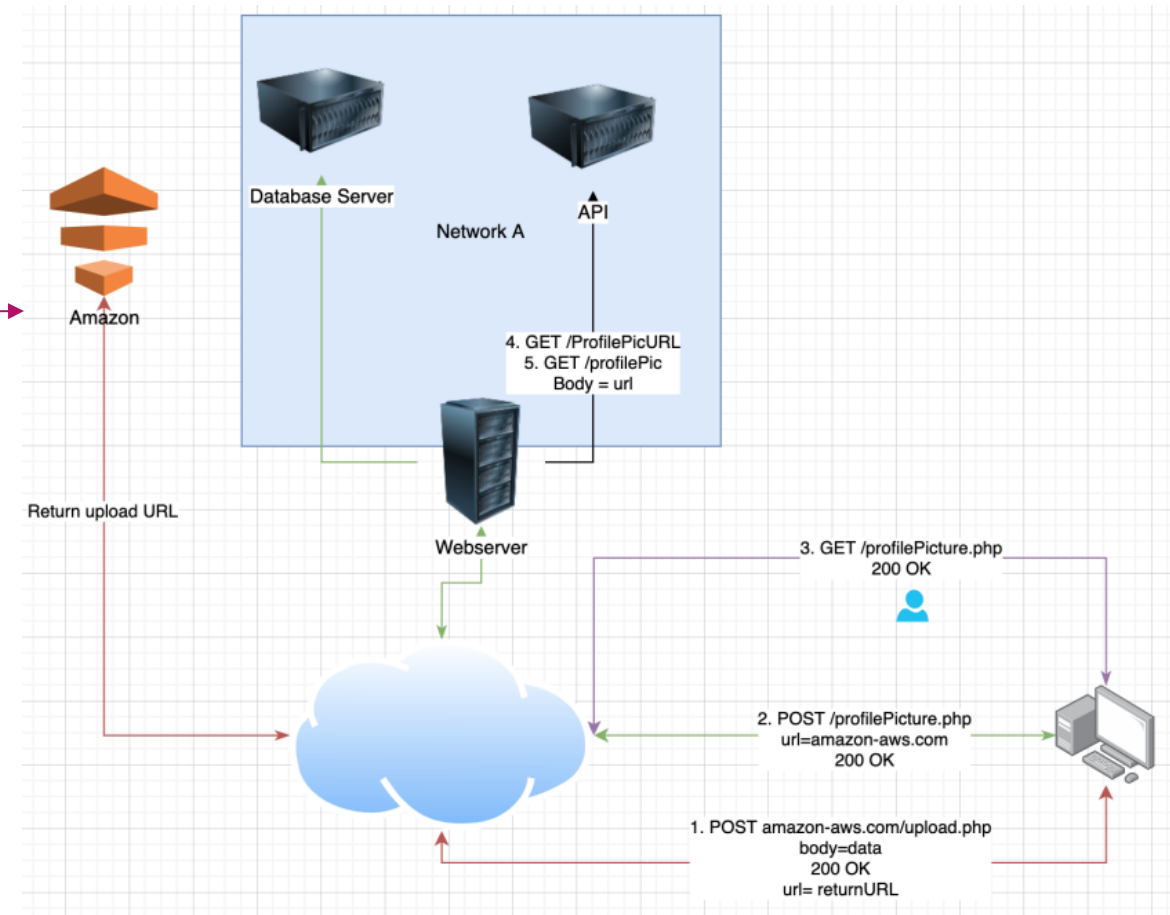 Database Server
API
Network A
Amazon
4. GET /ProfilePicURL
5. GET /profilePic
Body = url
Return upload URL
Webserver
3. GET /profilePicture.php
200 OK
2. POST /profilePicture.php
url=amazon-aws.com
200 OK
1. POST amazon-aws.com/upload.php
body=data
200 OK
url= returnURL